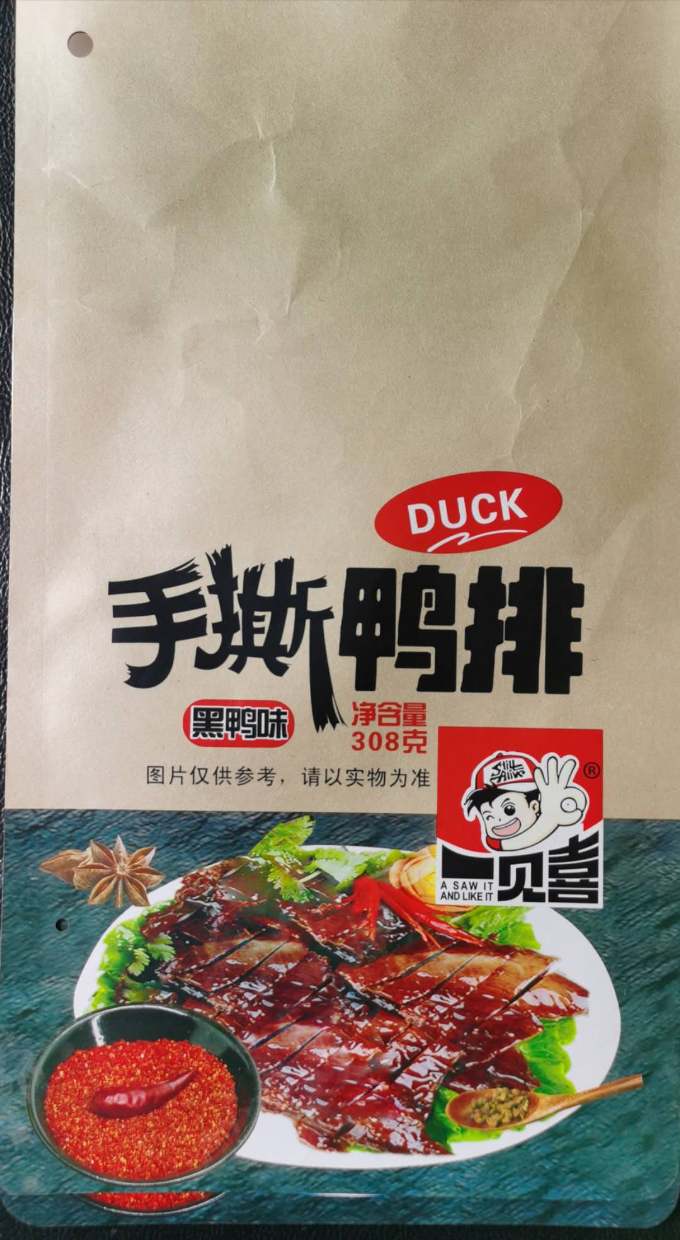 DUCK
手撕鸭排
黑鸭味
净含量
308克
图片仅供参考，请以实物为准
®
一见喜
A SAW IT
AND LIKE IT